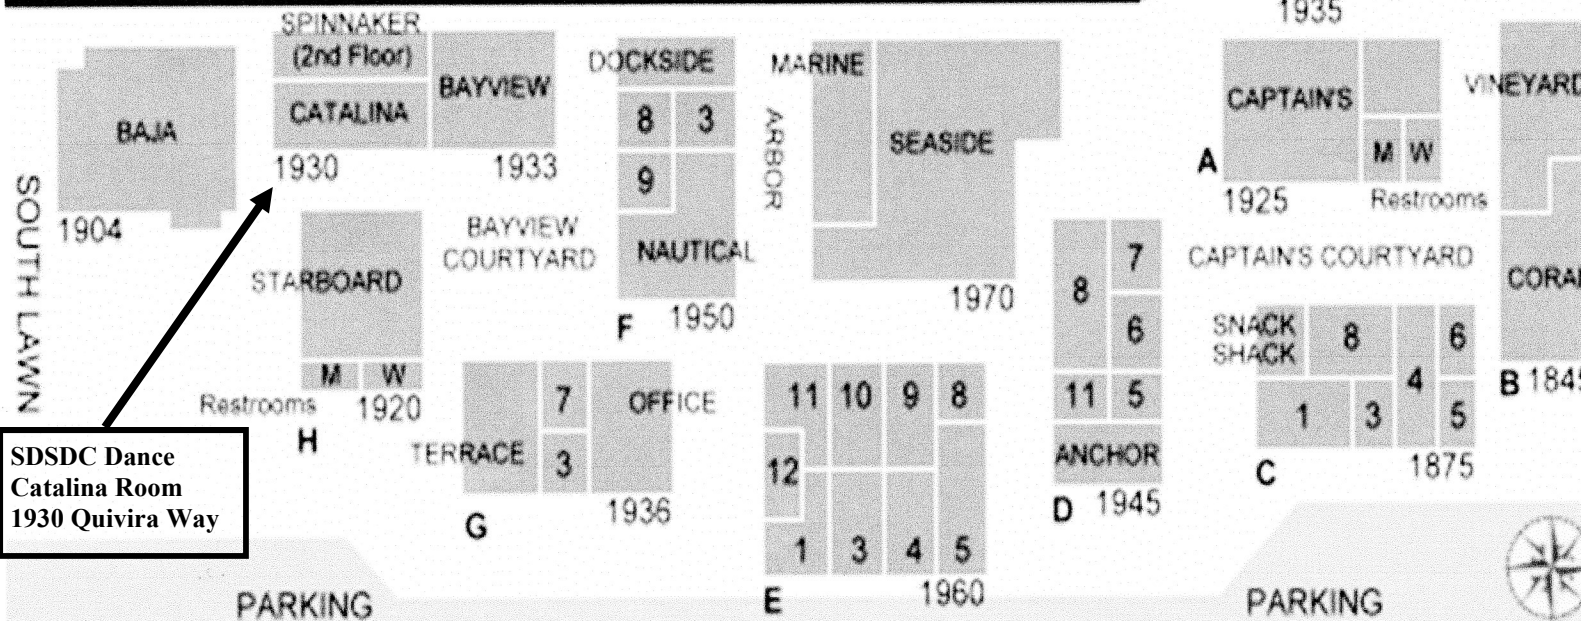 1935
SPINNAKER
(2nd Floor)
BAYVIEW
CATALINA
1930
1933
BAJA
1904
SOUTH LAWN
DOCKSIDE
8
3
9
NAUTICAL
F
1950
BAYVIEW
COURTYARD
STARBOARD
M
W
Restrooms
1920
H
MARINE
ARBOR
SEASIDE
1970
CAPTAIN'S
A
1925
M
W
Restrooms
VINEYARD
CAPTAIN'S COURTYARD
CORAL
B 1845
7
8
6
11
5
ANCHOR
D
1945
SNACK
SHACK
8
6
4
1
3
5
C
1875
TERRACE
7
3
OFFICE
G
1936
11
10
9
8
12
1
3
4
5
E
1960
SDSDC Dance
Catalina Room
1930 Quivira Way
PARKING
PARKING